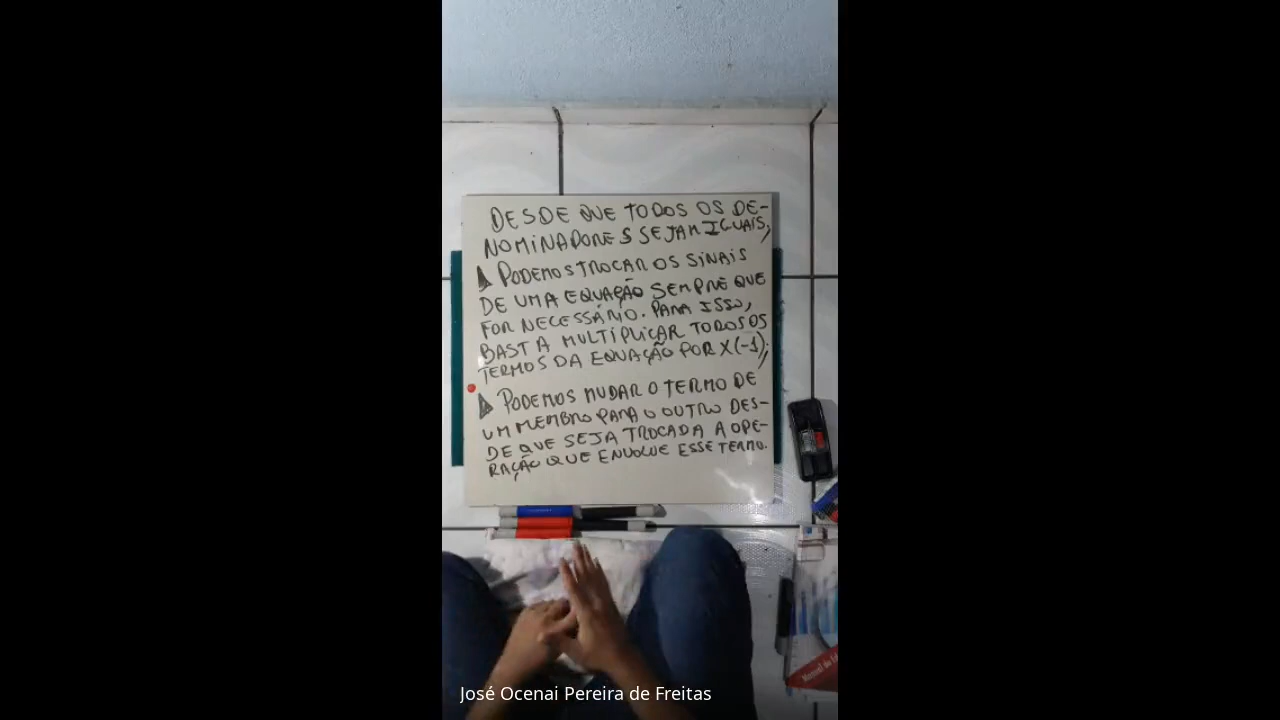 DESDE QUE TODOS OS DE-
NOMINADORES SEJAM IGUAIS;
PODEMOS TROCAR OS SINAIS
DE UMA EQUAÇÃO SEMPRE QUE
FOR NECESSÁRIO. PARA ISSO,
BASTA MULTIPLICAR TODOS OS
TERMOS DA EQUAÇÃO POR X(-1);
PODEMOS MUDAR O TERMO DE
UM MEMBRO PARA O OUTRO DES-
DE QUE SEJA TROCADA A OPE-
RAÇÃO QUE ENVOLVE ESSE TERMO.
Manual do
José Ocenai Pereira de Freitas